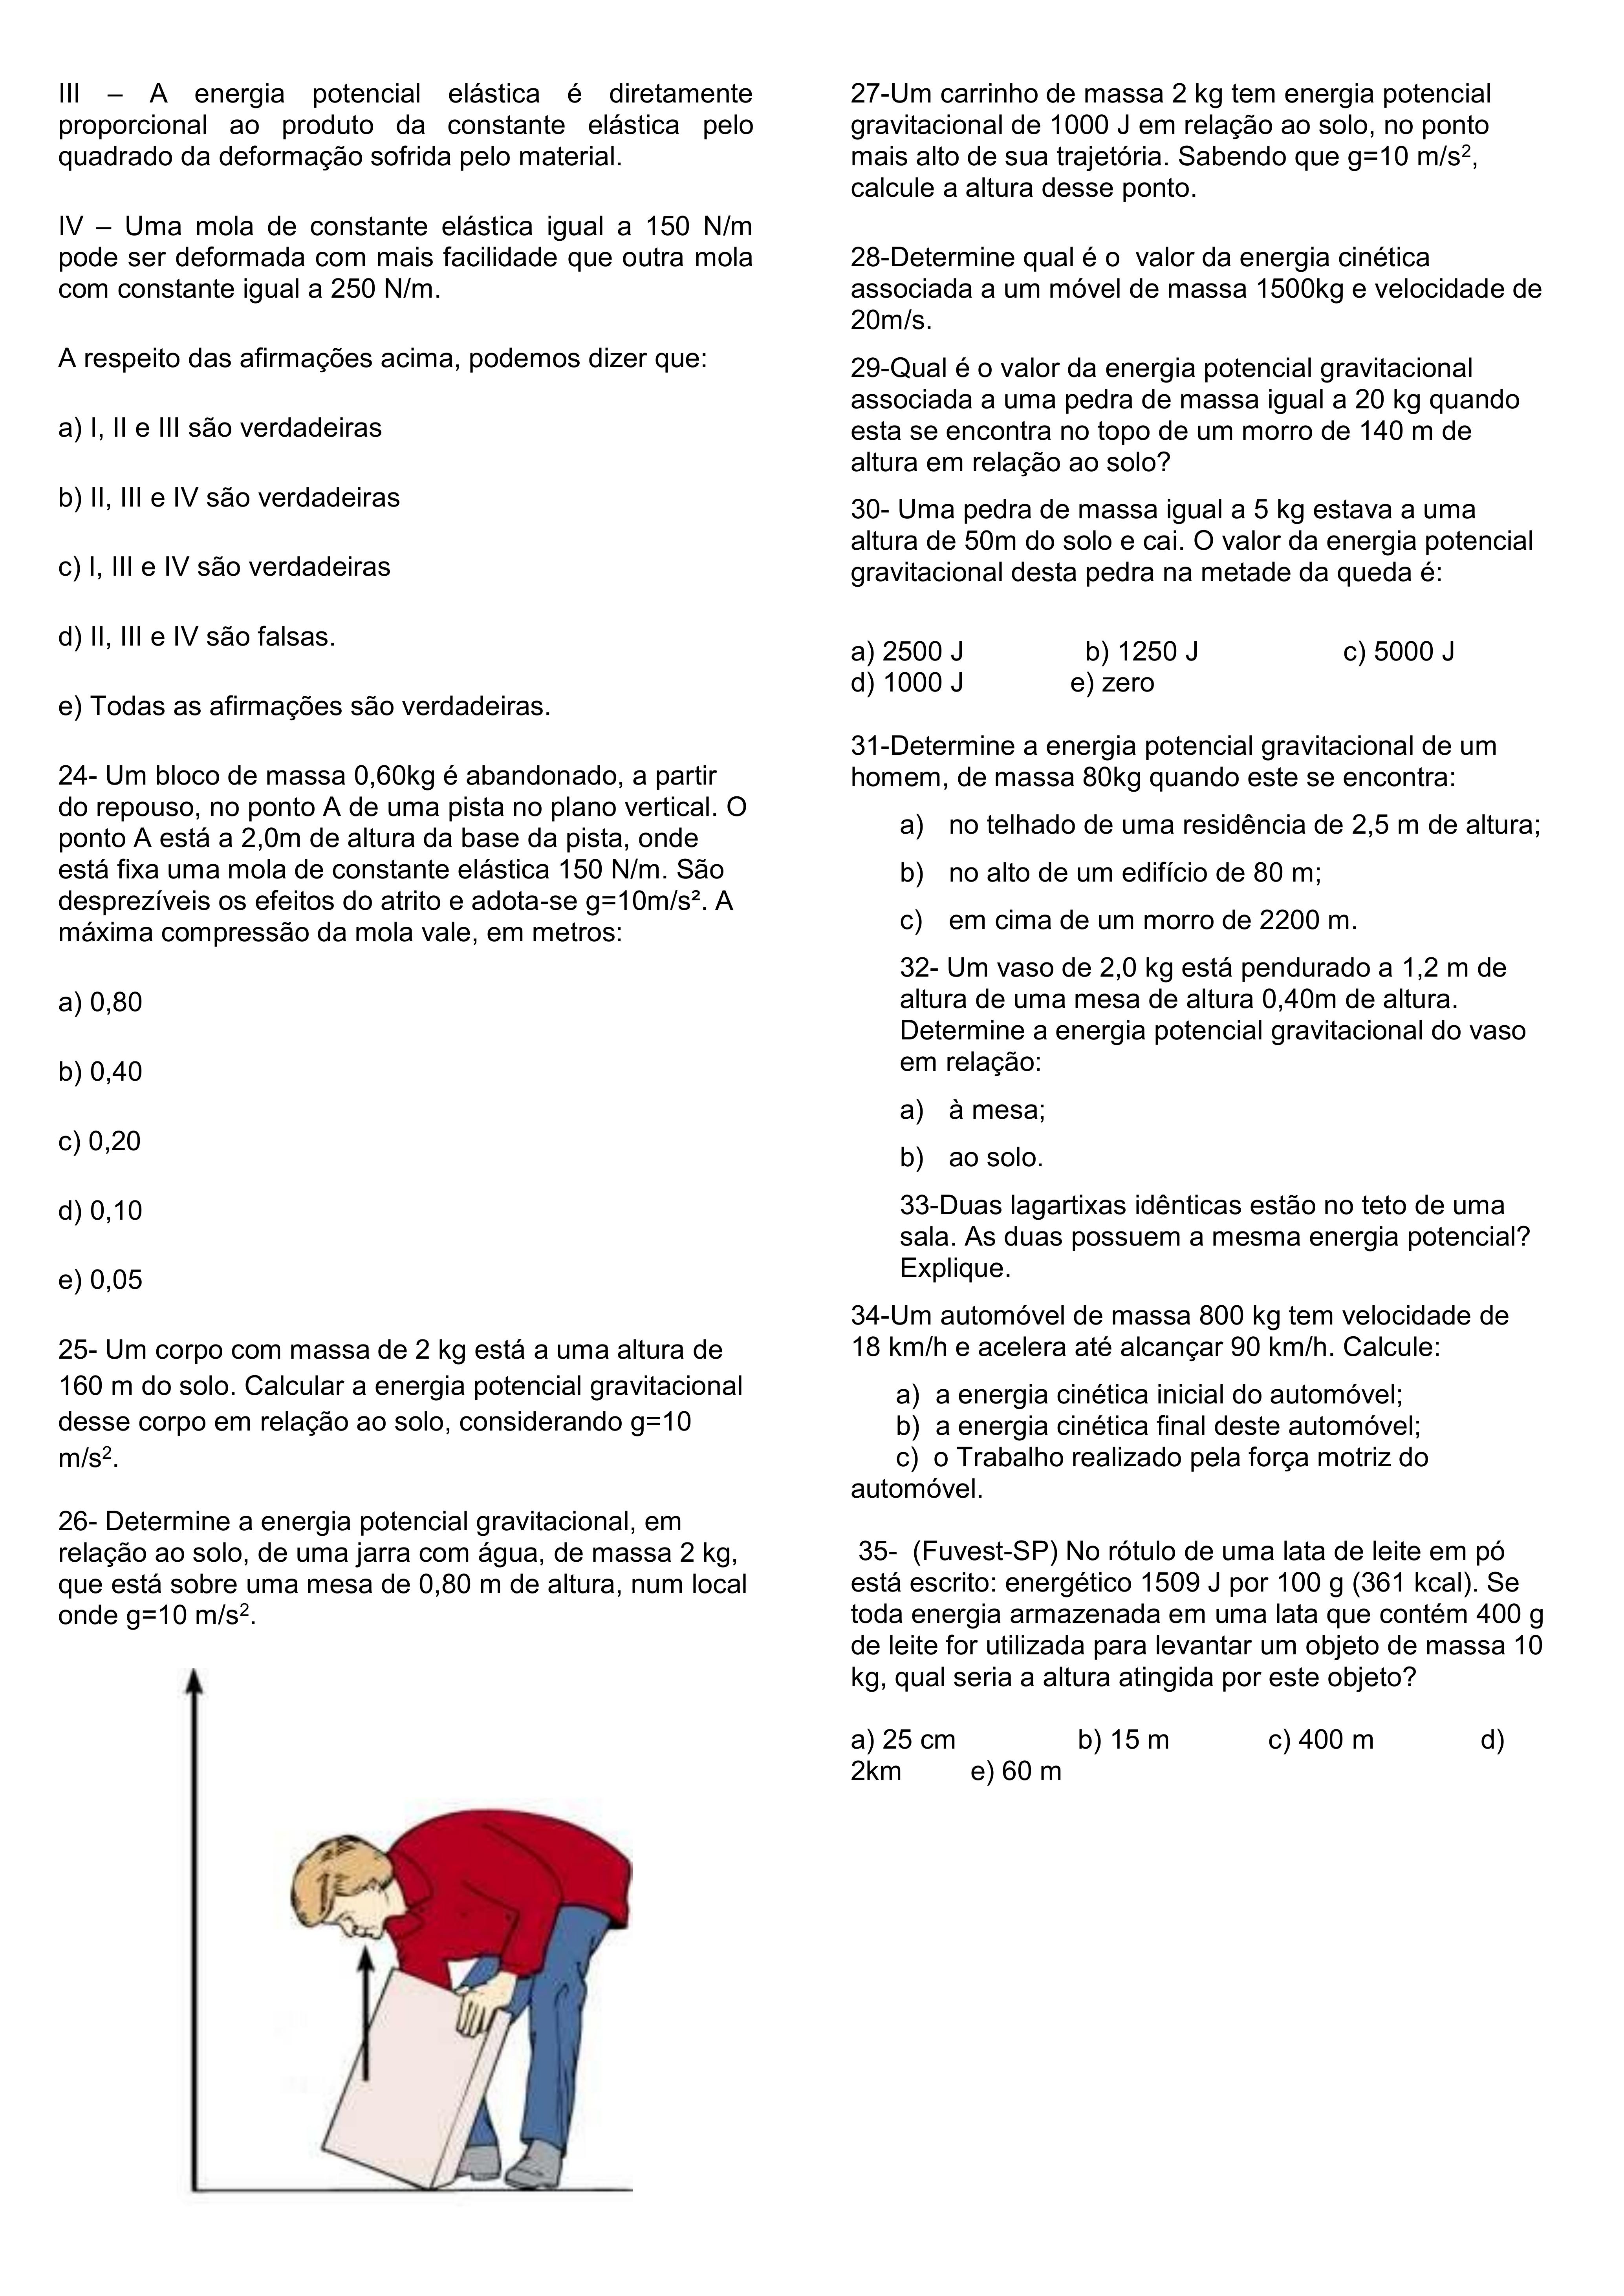 III – A energia potencial elástica é diretamente
proporcional ao produto da constante elástica pelo
quadrado da deformação sofrida pelo material.
IV – Uma mola de constante elástica igual a 150 N/m
pode ser deformada com mais facilidade que outra mola
com constante igual a 250 N/m.
A respeito das afirmações acima, podemos dizer que:
a) I, II e III são verdadeiras
b) II, III e IV são verdadeiras
c) I, III e IV são verdadeiras
d) II, III e IV são falsas.
e) Todas as afirmações são verdadeiras.
24- Um bloco de massa 0,60kg é abandonado, a partir
do repouso, no ponto A de uma pista no plano vertical. O
ponto A está a 2,0m de altura da base da pista, onde
está fixa uma mola de constante elástica 150 N/m. São
desprezíveis os efeitos do atrito e adota-se g=10m/s². A
máxima compressão da mola vale, em metros:
a) 0,80
b) 0,40
c) 0,20
d) 0,10
e) 0,05
25- Um corpo com massa de 2 kg está a uma altura de
160 m do solo. Calcular a energia potencial gravitacional
desse corpo em relação ao solo, considerando g=10
m/s².
26- Determine a energia potencial gravitacional, em
relação ao solo, de uma jarra com água, de massa 2 kg,
que está sobre uma mesa de 0,80 m de altura, num local
onde g=10 m/s².
27-Um carrinho de massa 2 kg tem energia potencial
gravitacional de 1000 J em relação ao solo, no ponto
mais alto de sua trajetória. Sabendo que g=10 m/s²,
calcule a altura desse ponto.
28-Determine qual é o  valor da energia cinética
associada a um móvel de massa 1500kg e velocidade de
20m/s.
29-Qual é o valor da energia potencial gravitacional
associada a uma pedra de massa igual a 20 kg quando
esta se encontra no topo de um morro de 140 m de
altura em relação ao solo?
30- Uma pedra de massa igual a 5 kg estava a uma
altura de 50m do solo e cai. O valor da energia potencial
gravitacional desta pedra na metade da queda é:
a) 2500 J b) 1250 J c) 5000 J
d) 1000 J e) zero
31-Determine a energia potencial gravitacional de um
homem, de massa 80kg quando este se encontra:
a) no telhado de uma residência de 2,5 m de altura;
b) no alto de um edifício de 80 m;
c) em cima de um morro de 2200 m.
32- Um vaso de 2,0 kg está pendurado a 1,2 m de
altura de uma mesa de altura 0,40m de altura.
Determine a energia potencial gravitacional do vaso
em relação:
a) à mesa;
b) ao solo.
33-Duas lagartixas idênticas estão no teto de uma
sala. As duas possuem a mesma energia potencial?
Explique.
34-Um automóvel de massa 800 kg tem velocidade de
18 km/h e acelera até alcançar 90 km/h. Calcule:
a) a energia cinética inicial do automóvel;
b) a energia cinética final deste automóvel;
c) o Trabalho realizado pela força motriz do
automóvel.
35- (Fuvest-SP) No rótulo de uma lata de leite em pó
está escrito: energético 1509 J por 100 g (361 kcal). Se
toda energia armazenada em uma lata que contém 400 g
de leite for utilizada para levantar um objeto de massa 10
kg, qual seria a altura atingida por este objeto?
a) 25 cm b) 15 m c) 400 m d)
2km e) 60 m